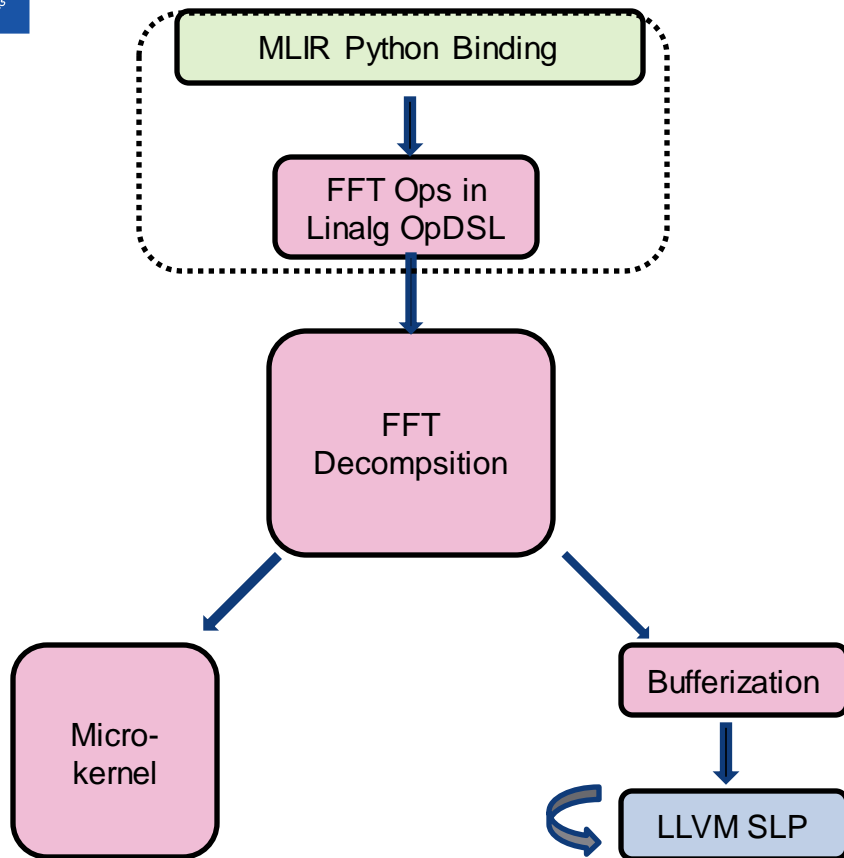 MLIR Python Binding
FFT Ops in
Linalg OpDSL
FFT
Decompsition
Micro-
kernel
Bufferization
LLVM SLP